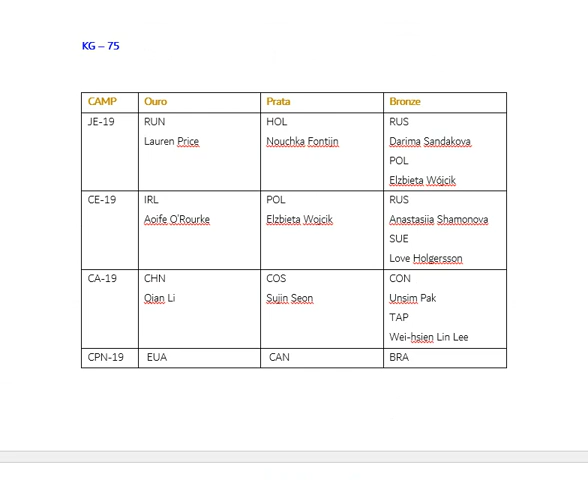 KG – 75
CAMP Ouro Prata Bronze
JE-19 RUN HOL RUS
Lauren Price Nouchka Fontijn Darima Sandakova
POL
Elzbieta Wójcik
CE-19 IRL POL RUS
Aoife O'Rourke Elzbieta Wojcik Anastasiia Shamonova
SUE
Love Holgersson
CA-19 CHN COS CON
Qian Li Sujin Seon Unsim Pak
TAP
Wei-hsien Lin Lee
CPN-19 EUA CAN BRA